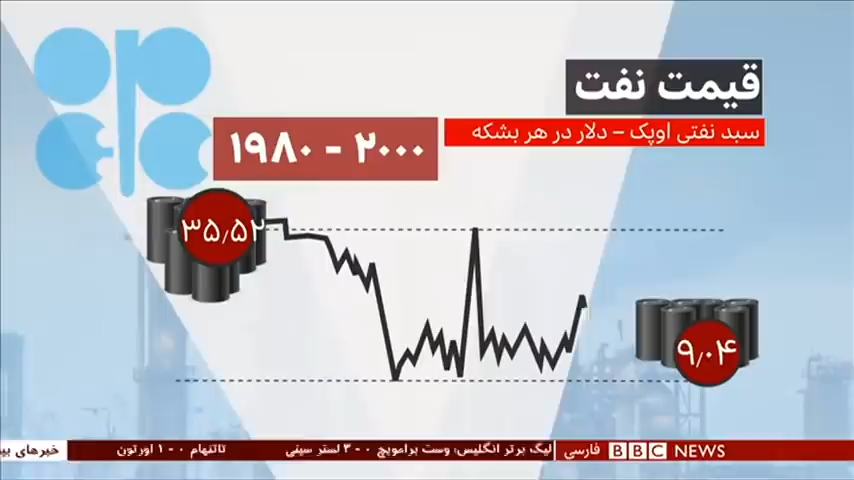 قیمت نفت
سبد نفتی اوپک – دلار در هر بشکه
۱۹۸۰ - ۲۰۰۰
۳۵٫۵۲
۹٫۰۴
BBC NEWS فارسی
لیگ برتر انگلیس: وست برامویچ ۰ - ۳ لستر سیتی
تاتنهام ۰ - ۱ اورتون
خبرهای بی